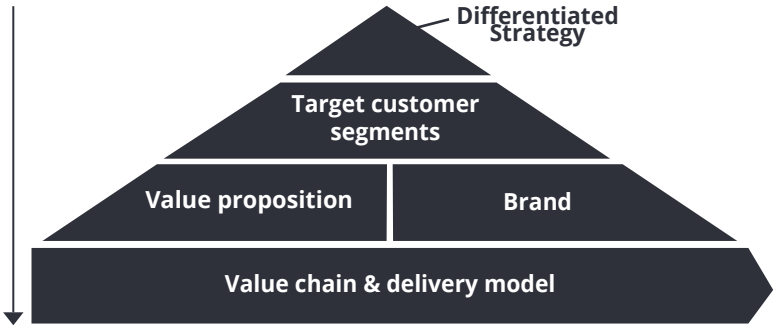 Differentiated
Strategy
Target customer
segments
Value proposition
Brand
Value chain & delivery model